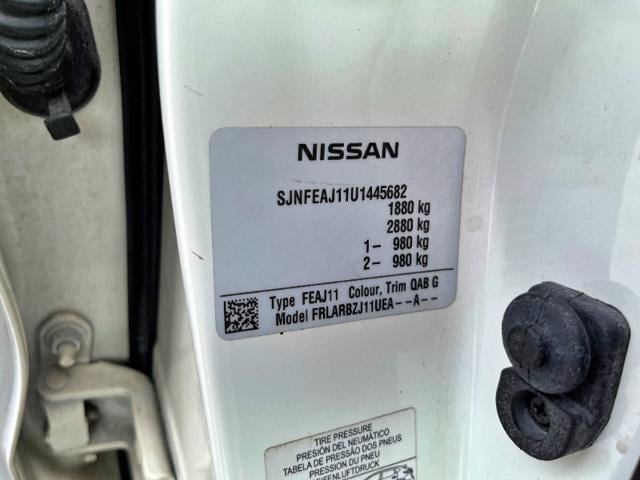 NISSAN
SJNFEAJ11U1445682
1880 kg
2880 kg
1- 980 kg
2- 980 kg
Type FEAJ11 Colour, Trim QAB G
Model FRLARBZJ11UEA--A--
TIRE PRESSURE
PRESIÓN DEL NEUMÁTICO
TABELA DE PRESSÃO DOS PNEUS
PRESSION DU PNEU